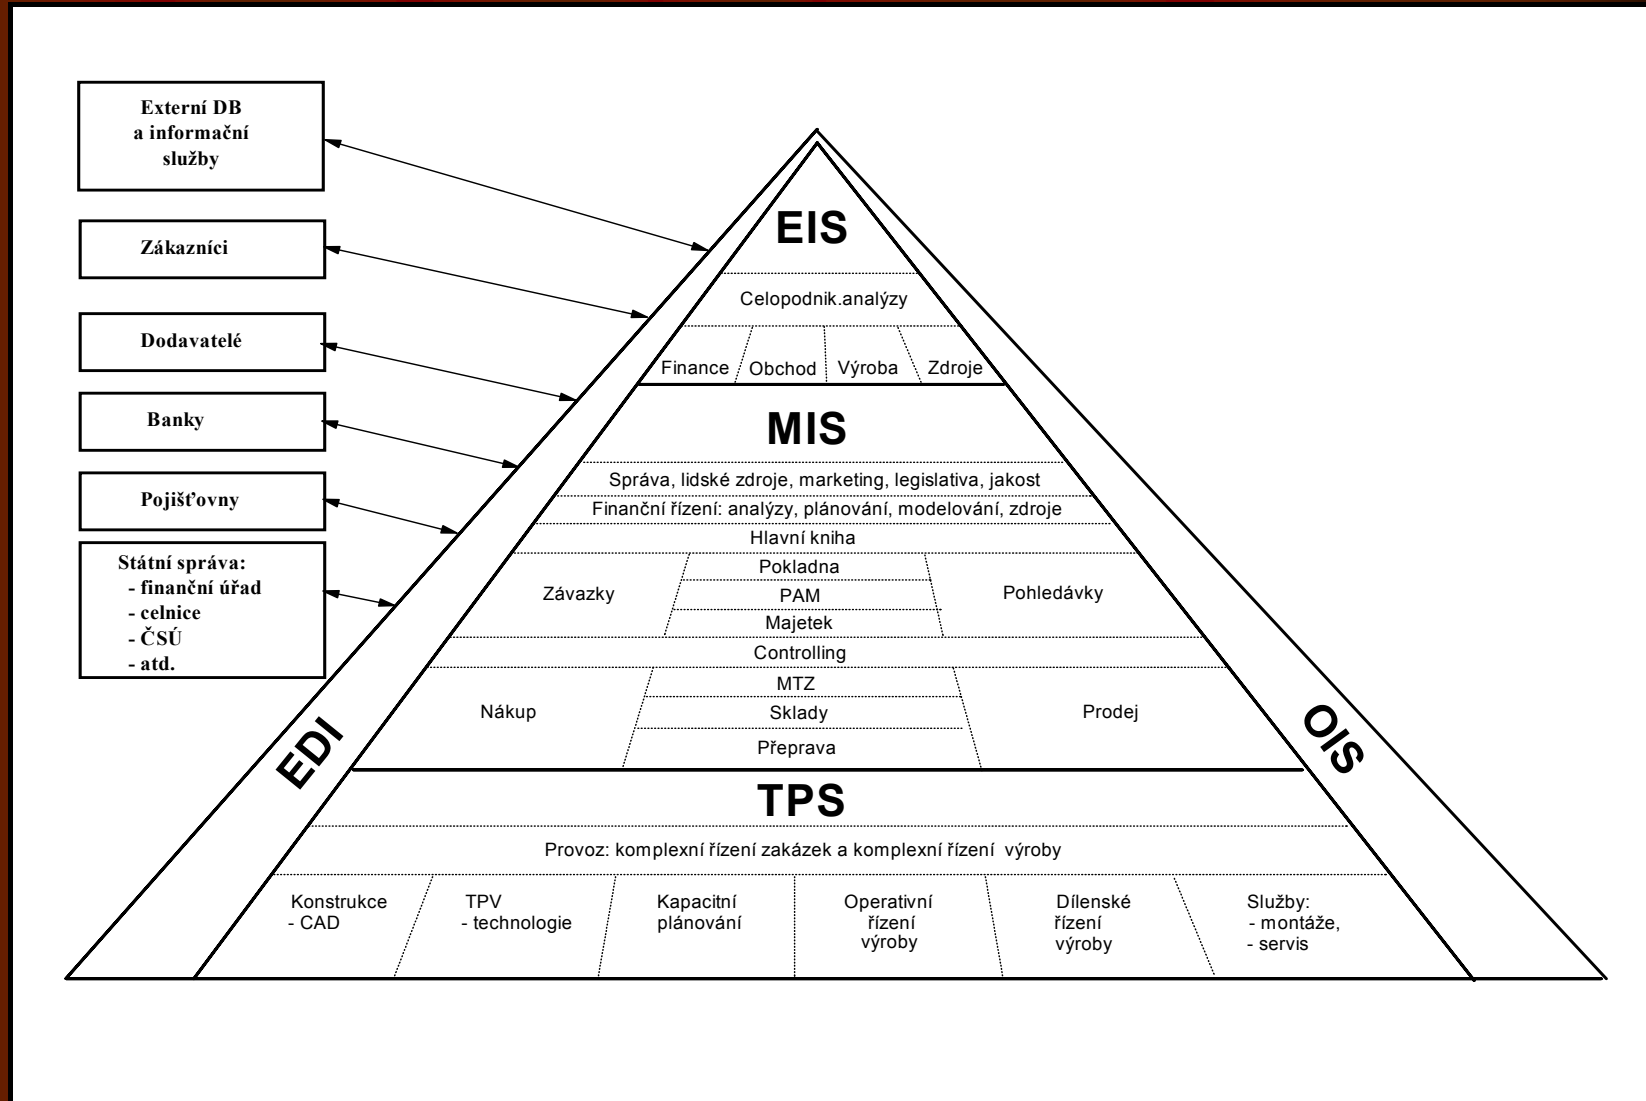 Externí DB
a informační
služby
Zákazníci
Dodavatelé
Banky
Pojišťovny
Státní správa:
- finanční úřad
- celnice
- ČSÚ
- atd.
EIS
Celopodnik.analýzy
Finance Obchod Výroba Zdroje
MIS
Správa, lidské zdroje, marketing, legislativa, jakost
Finanční řízení: analýzy, plánování, modelování, zdroje
Hlavní kniha
Závazky
Pokladna
PAM
Majetek
Pohledávky
Controlling
Nákup
MTZ
Sklady
Přeprava
Prodej
EDI
OIS
TPS
Provoz: komplexní řízení zakázek a komplexní řízení výroby
Konstrukce
- CAD
TPV
- technologie
Kapacitní
plánování
Operativní
řízení
výroby
Dílenské
řízení
výroby
Služby:
- montáže,
- servis